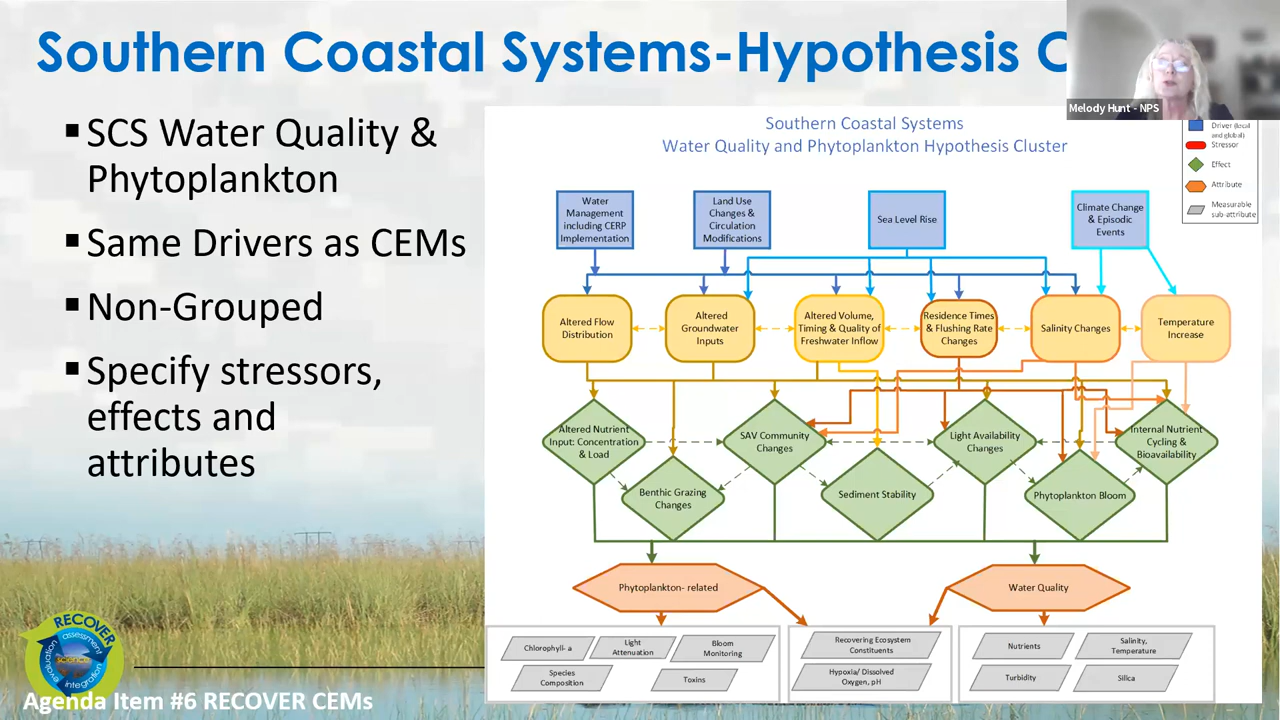 Southern Coastal Systems-Hypothesis C
Melody Hunt - NPS
▪SCS Water Quality &
Phytoplankton
▪Same Drivers as CEMs
▪Non-Grouped
▪Specify stressors,
effects and
attributes
Southern Coastal Systems
Water Quality and Phytoplankton Hypothesis Cluster
Driver (local
and global)
Stressor
Effect
Attribute
Measurable
sub-attribute
Water
Management
including CERP
Implementation
Land Use
Changes &
Circulation
Modifications
Sea Level Rise
Climate Change
& Episodic
Events
Altered Flow
Distribution
Altered
Groundwater
Inputs
Altered Volume,
Timing & Quality of
Freshwater Inflow
Residence Times
& Flushing Rate
Changes
Salinity Changes
Temperature
Increase
Altered Nutrient
Input: Concentration
& Load
SAV Community
Changes
Light Availability
Changes
Internal Nutrient
Cycling &
Bioavailability
Benthic Grazing
Changes
Sediment Stability
Phytoplankton Bloom
Phytoplankton- related
Water Quality
Chlorophyll- a
Light
Attenuation
Bloom
Monitoring
Species
Composition
Toxins
Recovering Ecosystem
Constituents
Hypoxia/ Dissolved
Oxygen, pH
Nutrients
Salinity,
Temperature
Turbidity
Silica
RECOVER
assessment
science
evaluation
integration
Agenda Item #6 RECOVER CEMs